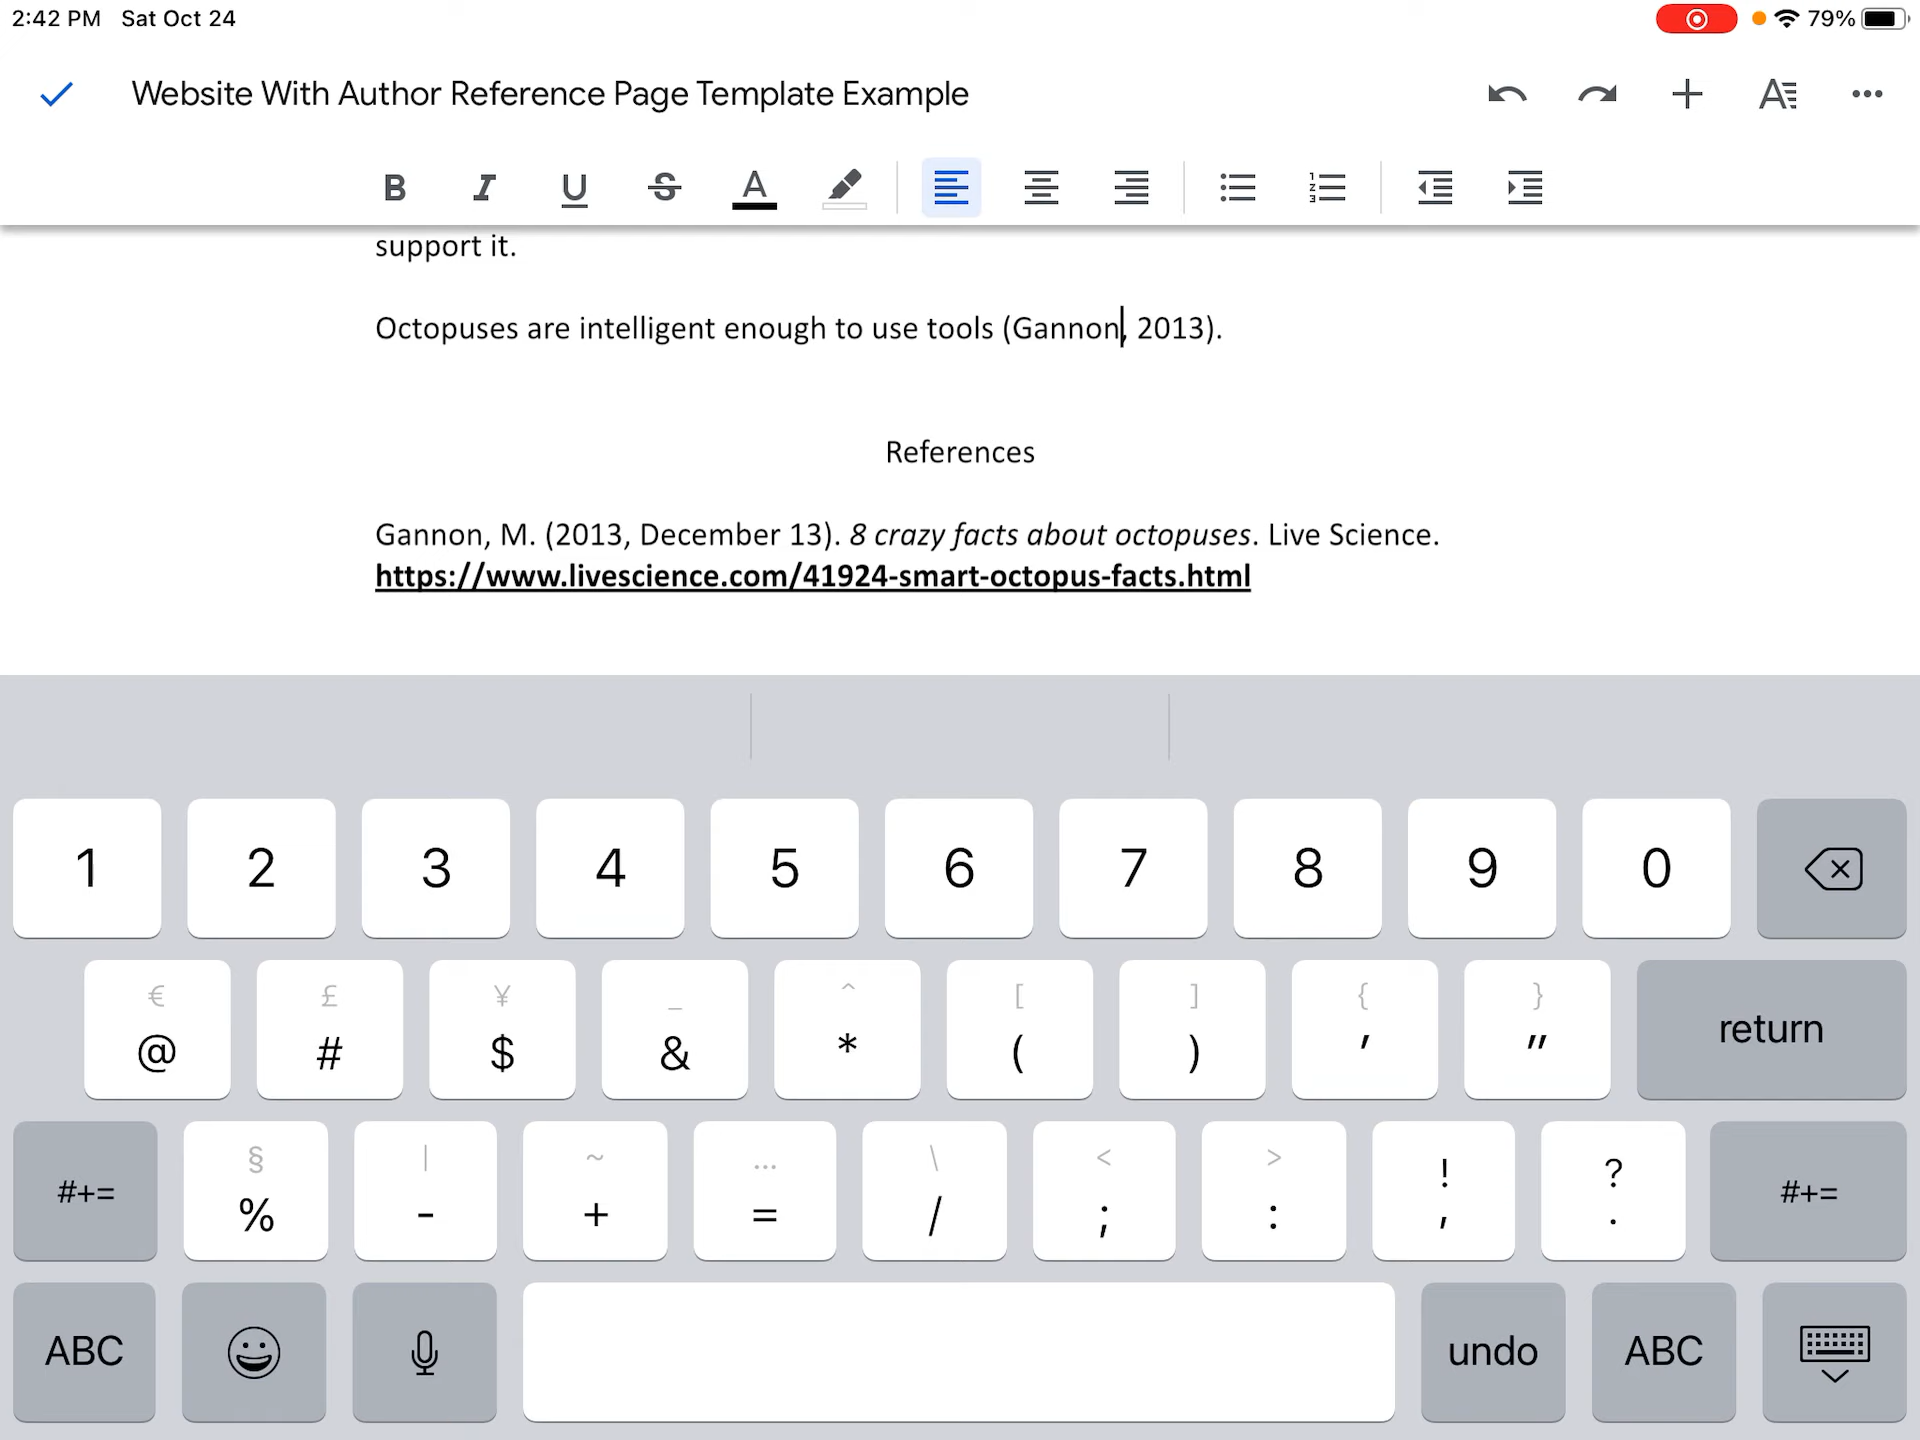 2:42 PM Sat Oct 24 79%
Website With Author Reference Page Template Example
B I U S A
support it.
Octopuses are intelligent enough to use tools (Gannon, 2013).
References
Gannon, M. (2013, December 13). 8 crazy facts about octopuses. Live Science.
https://www.livescience.com/41924-smart-octopus-facts.html
1 2 3 4 5 6 7 8 9 0
€ £ ¥ _ ^ [ ] { }
@ # $ & * ( ) ' " return
§ | ~ … \ < > ! ?
#+= % - + = / ; : , . #+=
ABC undo ABC